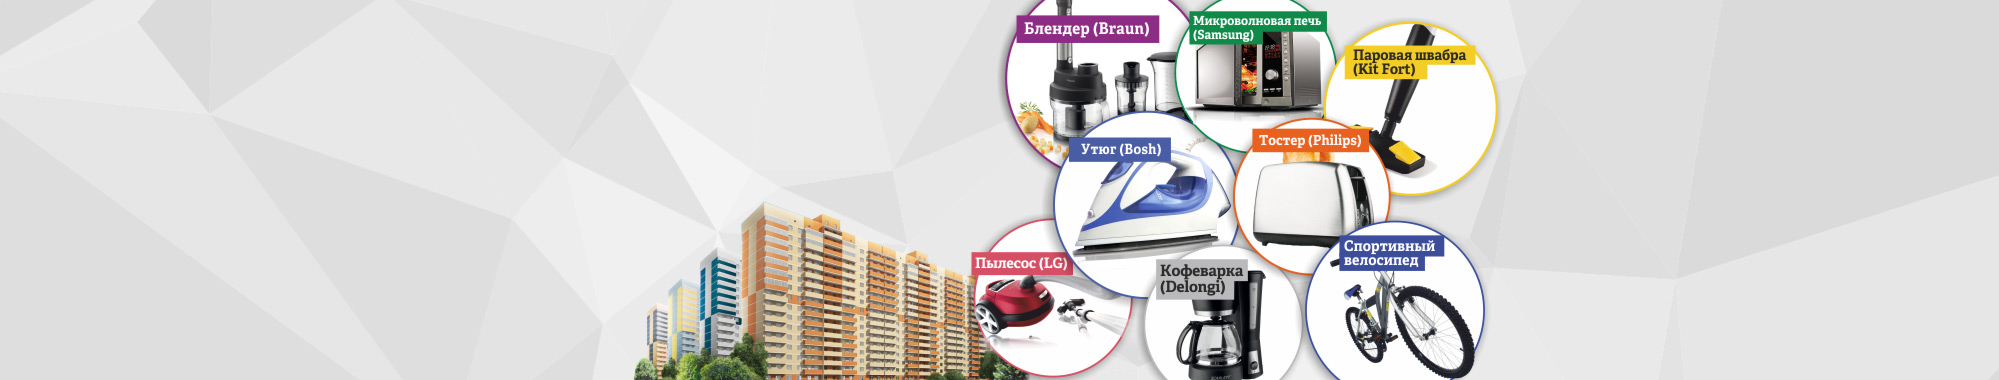 Блендер (Braun)
Микроволновая печь
(Samsung)
Паровая швабра
(Kit Fort)
Утюг (Bosh)
Тостер (Philips)
Пылесос (LG)
Кофеварка
(Delongi)
Спортивный
велосипед